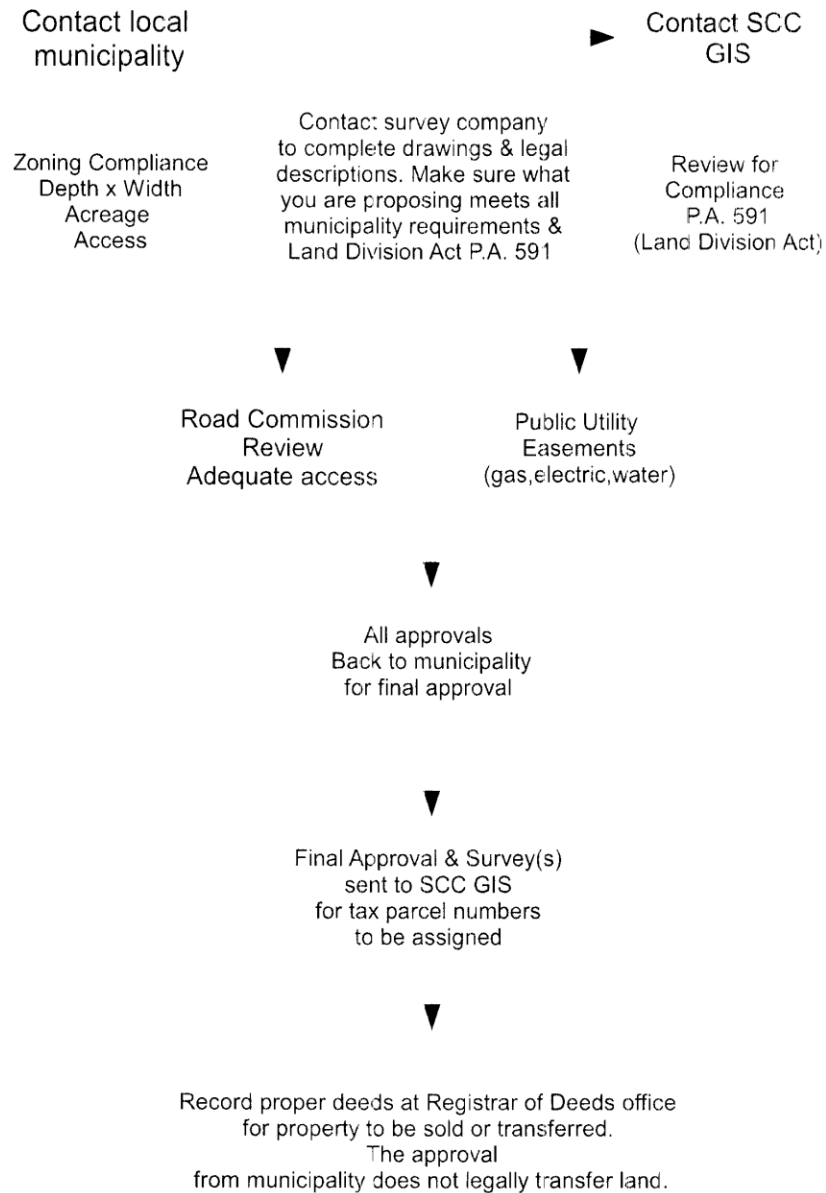 Contact local
municipality
Contact SCC
GIS
Zoning Compliance
Depth x Width
Acreage
Access
Contact survey company
to complete drawings & legal
descriptions. Make sure what
you are proposing meets all
municipality requirements &
Land Division Act P.A. 591
Review for
Compliance
P.A. 591
(Land Division Act)
Road Commission
Review
Adequate access
Public Utility
Easements
(gas,electric,water)
All approvals
Back to municipality
for final approval
Final Approval & Survey(s)
sent to SCC GIS
for tax parcel numbers
to be assigned
Record proper deeds at Registrar of Deeds office
for property to be sold or transferred.
The approval
from municipality does not legally transfer land.